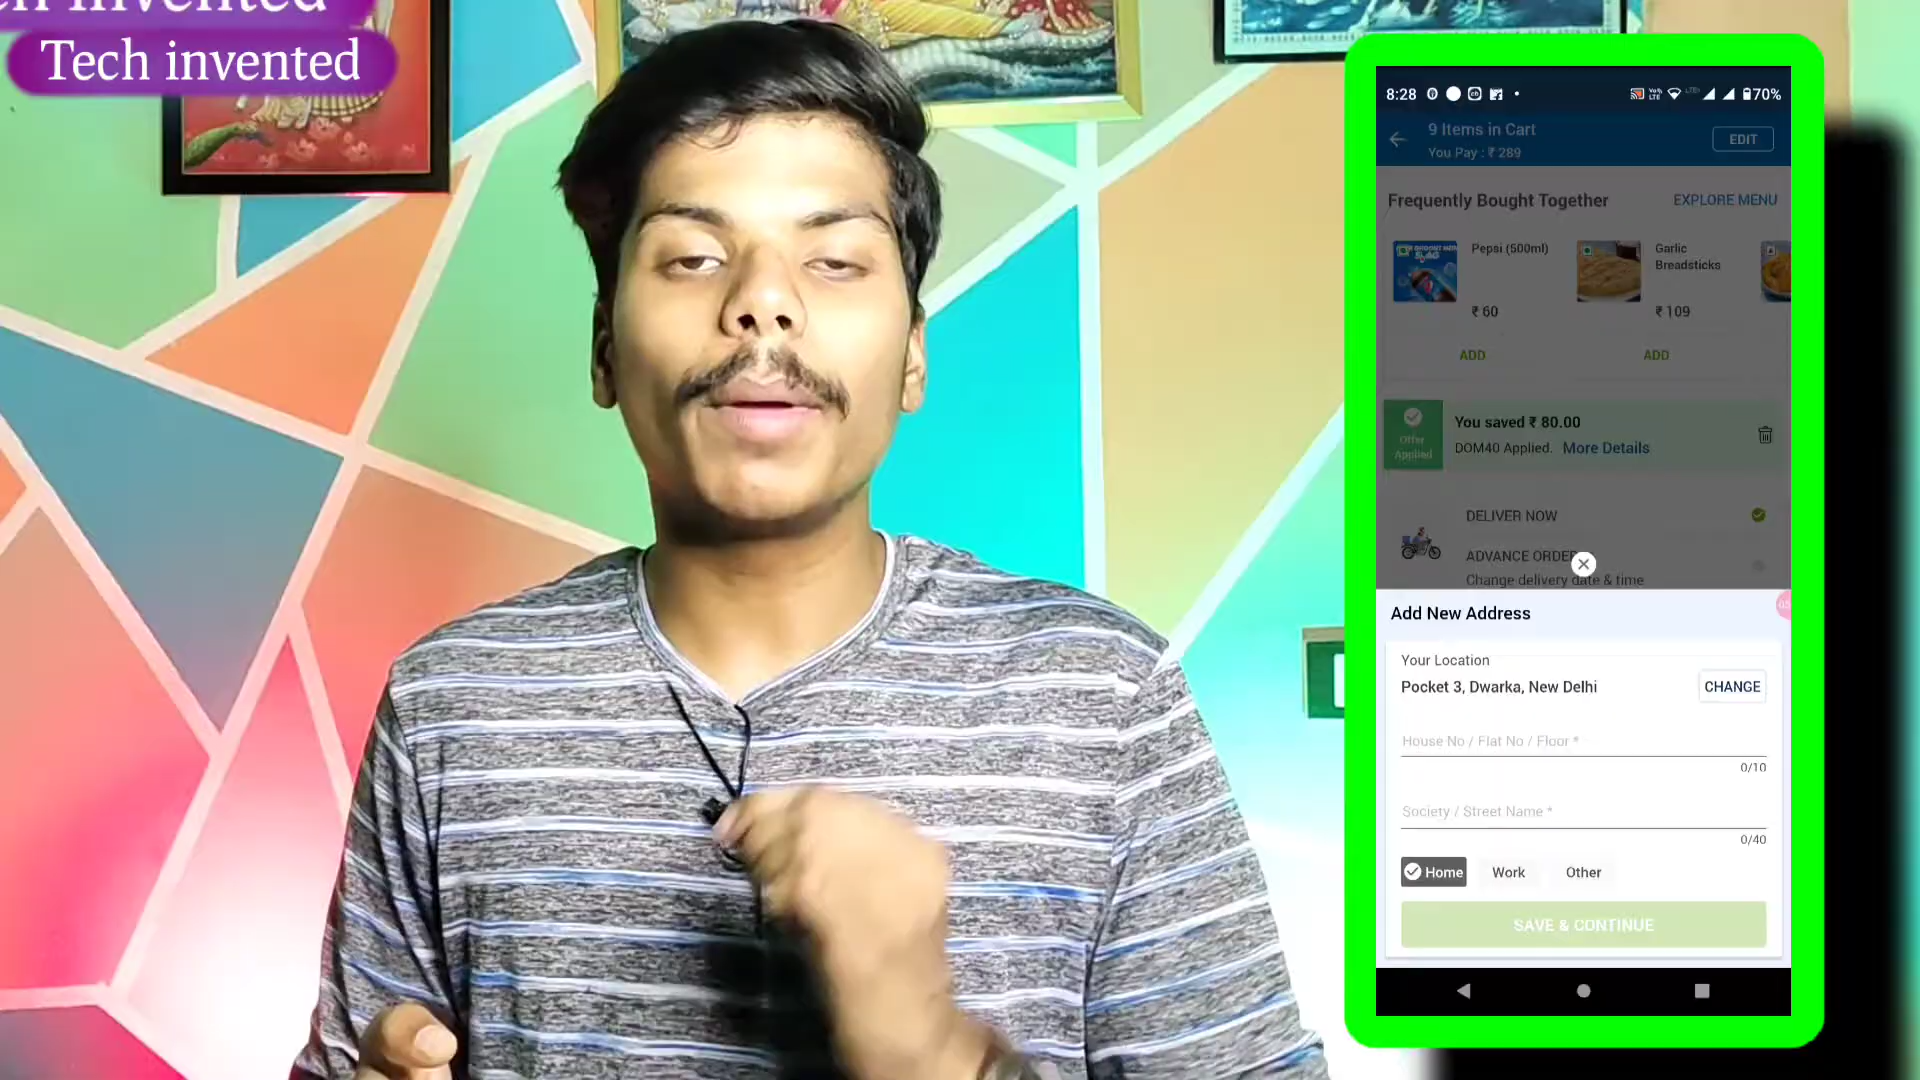 Tech invented
8:28
70%
9 Items in Cart
You Pay : ₹ 289
EDIT
Frequently Bought Together
EXPLORE MENU
Pepsi (500ml)
₹ 60
ADD
Garlic
Breadsticks
₹ 109
ADD
Offer
Applied
You saved ₹ 80.00
DOM40 Applied. More Details
DELIVER NOW
ADVANCE ORDER
Change delivery date & time
Add New Address
Your Location
Pocket 3, Dwarka, New Delhi
CHANGE
House No / Flat No / Floor *
0/10
Society / Street Name *
0/40
Home
Work
Other
SAVE & CONTINUE